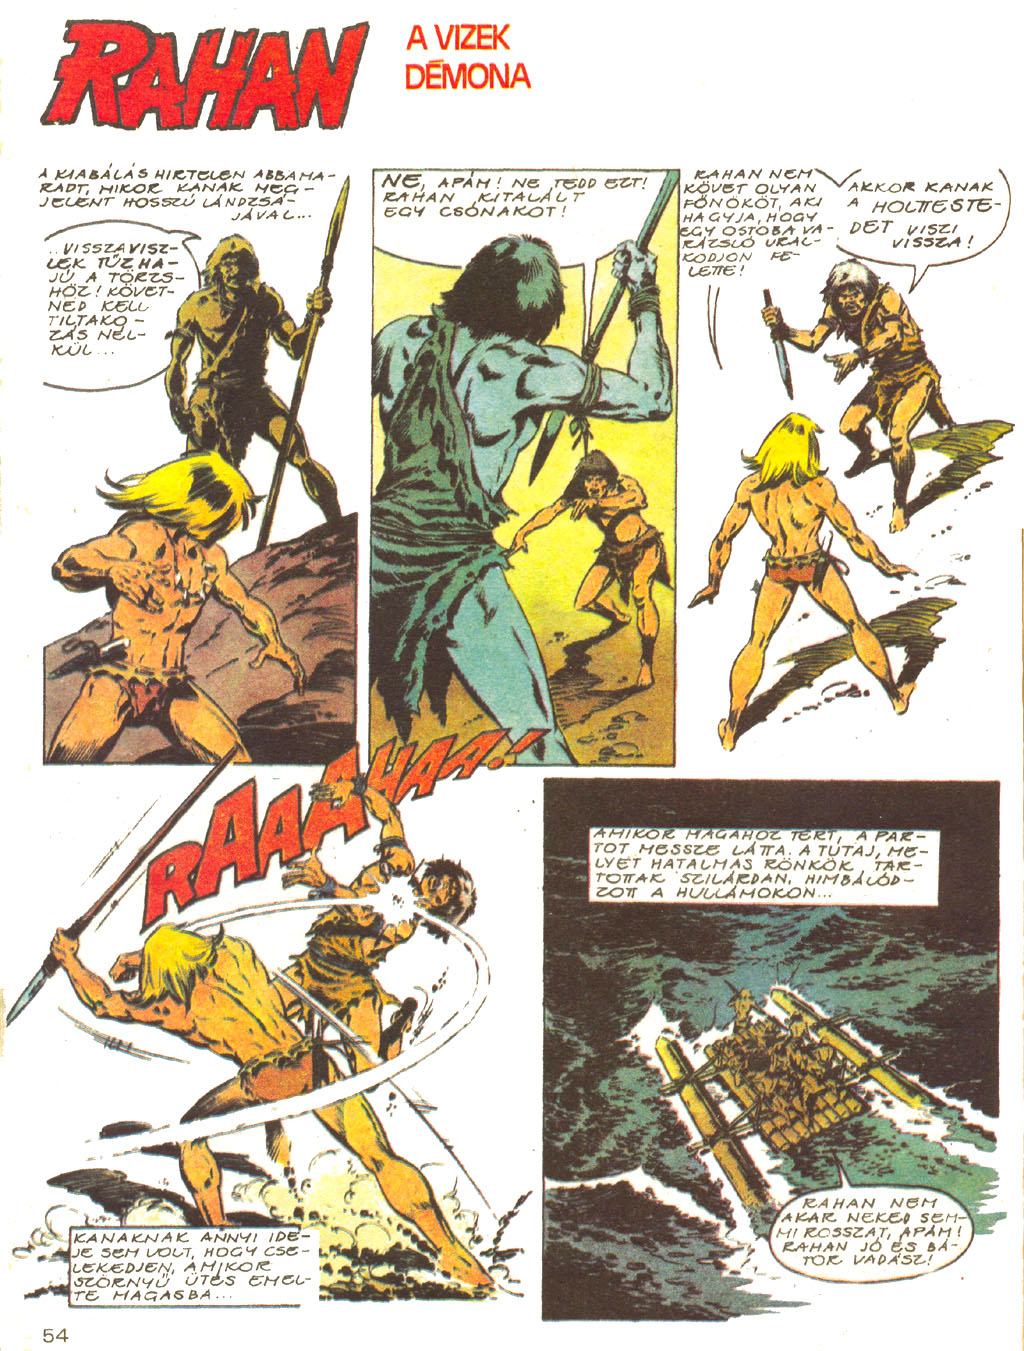 RAHAN
A VIZEK
DÉMONA
A KIABÁLÁS HIRTELEN ABBAMA-
RADT, MIKOR KANAK MEG-
JELENT HOSSZÚ LÁNDZSÁ-
JÁVAL...
..VISSZAVISZ-
LEK TŰZHA-
JÚ A TÖRZS-
HÖZ! KÖVET-
NED KELL
TILTAKO-
ZÁS NÉL-
KÜL...
NE, APÁM! NE TEDD EZT!
RAHAN KITALÁLT
EGY CSÓNAKOT!
RAHAN NEM
KÖVET OLYAN
FŐNÖKÖT, AKI
HAGYJA, HOGY
EGY OSTOBA VA-
RÁZSLÓ URAL-
KODJON FE-
LETTE!
AKKOR KANAK
A HOLTTESTE-
DET VISZI
VISSZA!
RAAAHAA!
KANAKNAK ANNYI IDE-
JE SEM VOLT, HOGY CSE-
LEKEDJEN, AMIKOR
SZÖRNYŰ ÜTÉS EMEL-
TE MAGASBA...
AMIKOR MAGÁHOZ TÉRT, A PAR-
TOT MESSZE LÁTTA. A TUTAJ, ME-
LYET HATALMAS RÖNKÖK TAR-
TOTTAK SZILÁRDAN, HIMBÁLÓD-
ZOTT A HULLÁMOKON...
RAHAN NEM
AKAR NEKED SEM-
MI ROSSZAT, APÁM!
RAHAN JÓ ÉS BÁ-
TOR VADÁSZ!
54